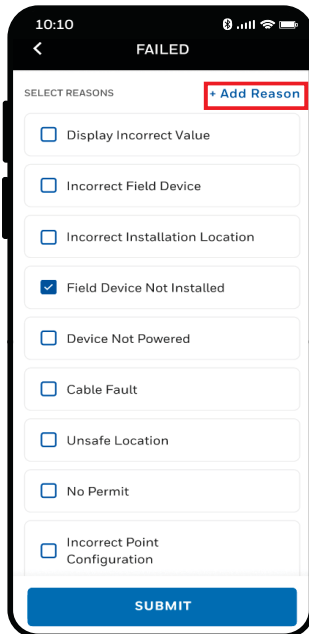 10:10
FAILED
SELECT REASONS
+ Add Reason
Display Incorrect Value
Incorrect Field Device
Incorrect Installation Location
Field Device Not Installed
Device Not Powered
Cable Fault
Unsafe Location
No Permit
Incorrect Point
Configuration
SUBMIT